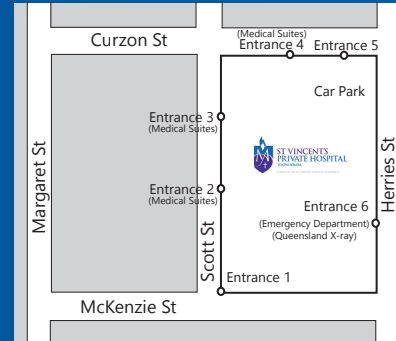 Curzon St
(Medical Suites)
Entrance 4
Entrance 5
Car Park
Entrance 3
(Medical Suites)
ST VINCENT'S
PRIVATE HOSPITAL
TOOWOOMBA
Margaret St
Herries St
Entrance 2
(Medical Suites)
Entrance 6
(Emergency Department)
(Queensland X-ray)
Scott St
Entrance 1
McKenzie St